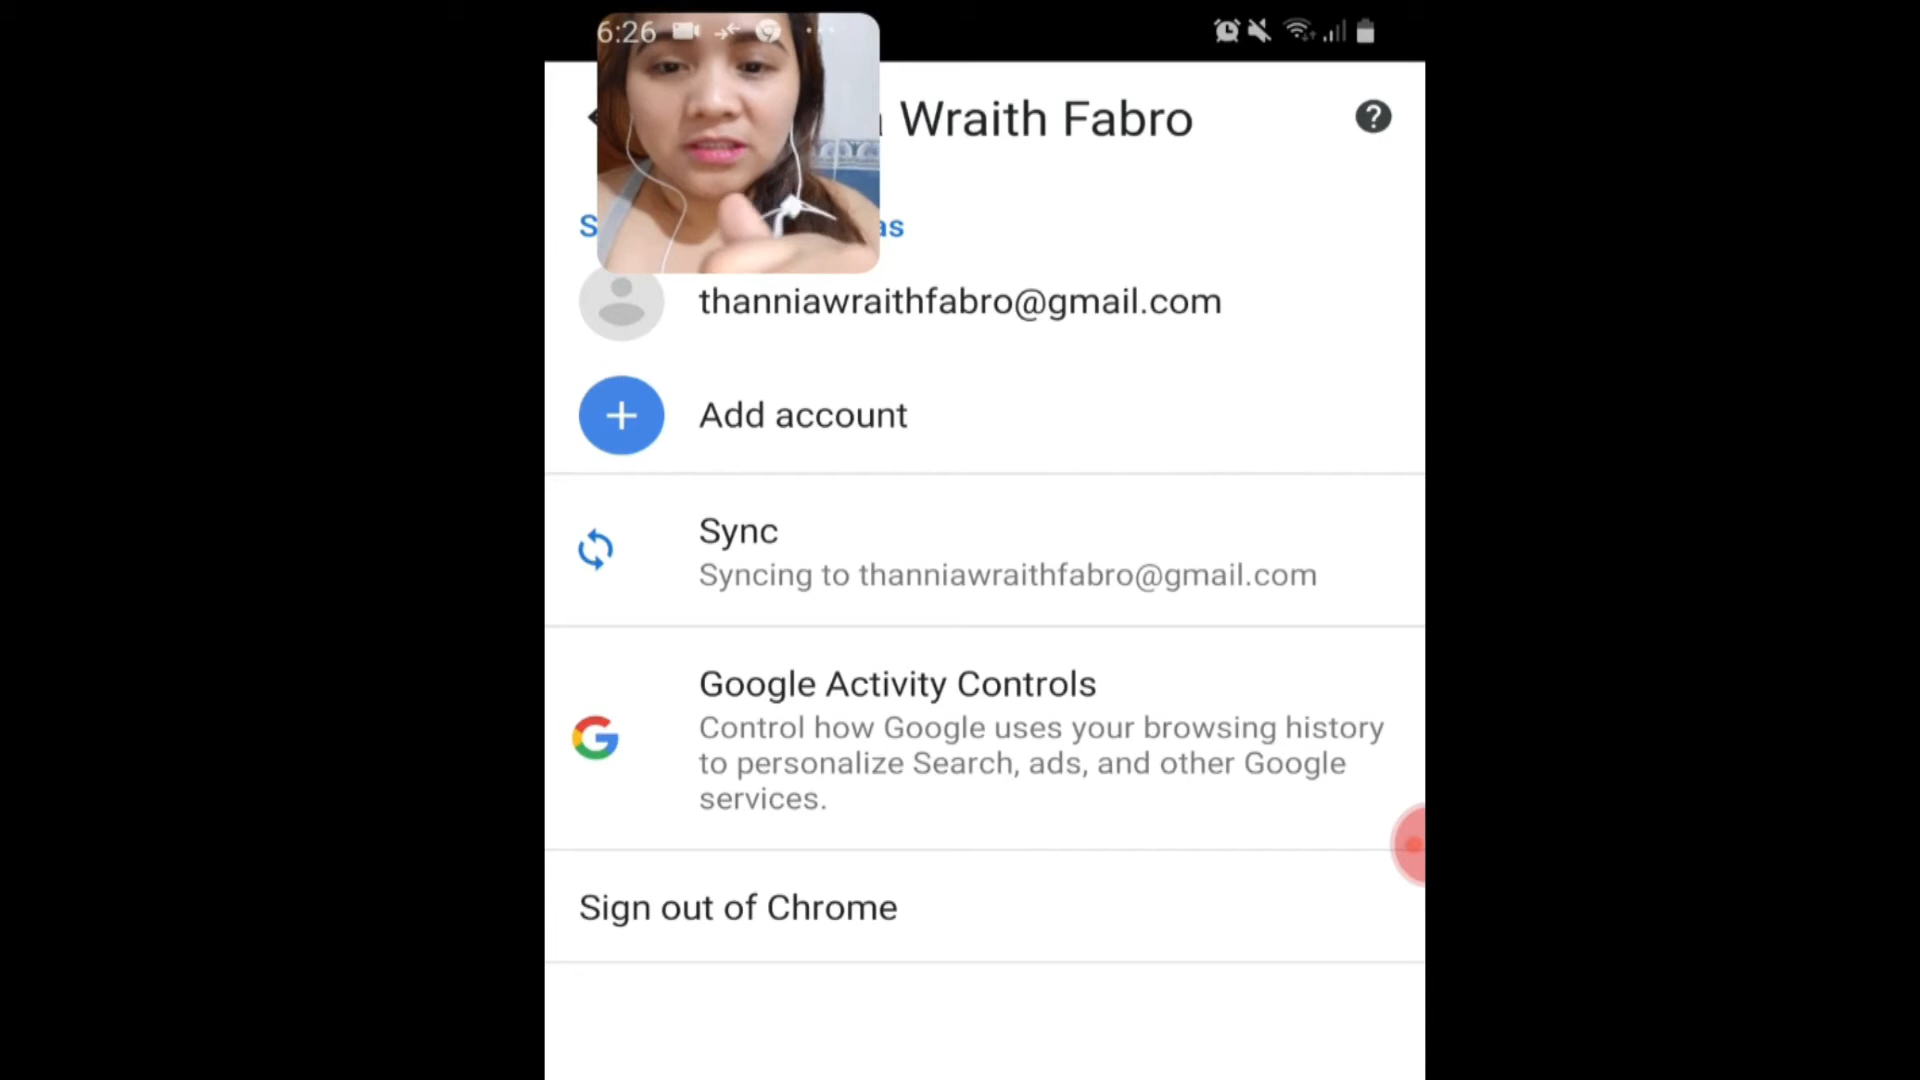 6:26
Wraith Fabro
as
thanniawraithfabro@gmail.com
Add account
Sync
Syncing to thanniawraithfabro@gmail.com
Google Activity Controls
Control how Google uses your browsing history
to personalize Search, ads, and other Google
services.
Sign out of Chrome